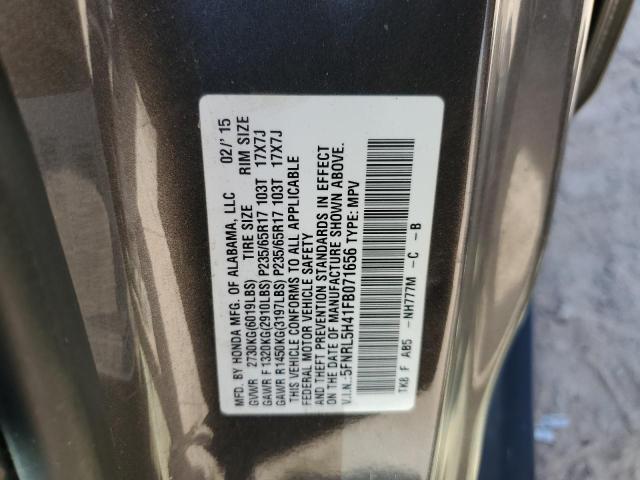 MFD. BY HONDA MFG. OF ALABAMA, LLC 02/'15
GVWR 2730KG(6019LBS) TIRE SIZE RIM SIZE
GAWR F 1320KG(2910LBS) P235/65R17 103T 17X7J
GAWR R 1450KG(3197LBS) P235/65R17 103T 17X7J
THIS VEHICLE CONFORMS TO ALL APPLICABLE
FEDERAL MOTOR VEHICLE SAFETY
AND THEFT PREVENTION STANDARDS IN EFFECT
ON THE DATE OF MANUFACTURE SHOWN ABOVE.
V.I.N.:5FNRL5H41FB071656 TYPE: MPV
TK8 F A05 -NH777M -C -B